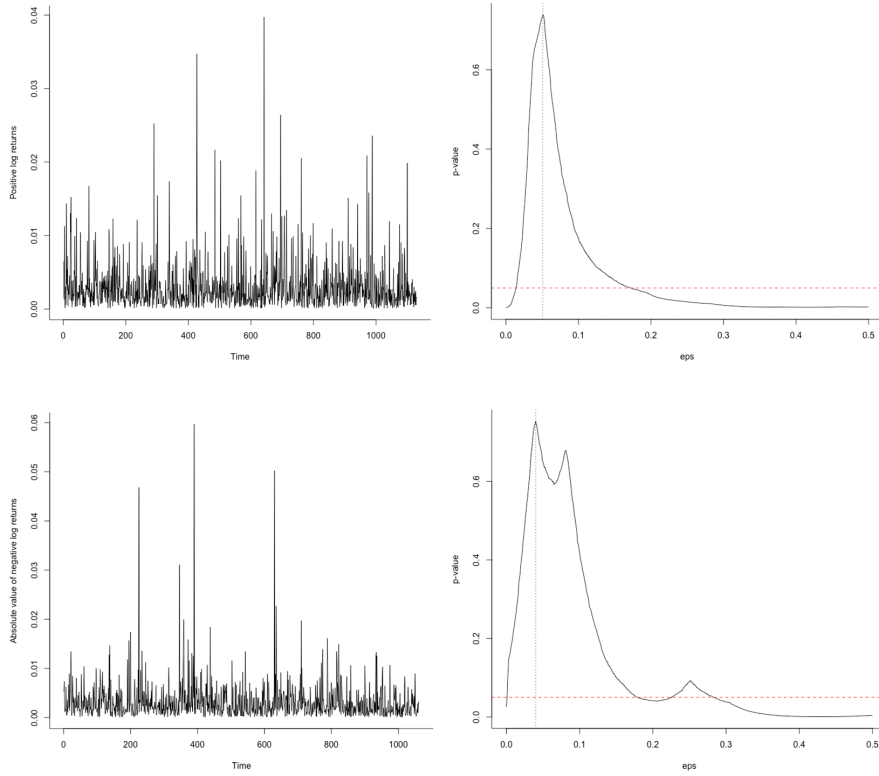 Positive log returns
0.00 0.01 0.02 0.03 0.04
0 200 400 600 800 1000
Time
p-value
0.0 0.2 0.4 0.6
0.0 0.1 0.2 0.3 0.4 0.5
eps
Absolute value of negative log returns
0.00 0.01 0.02 0.03 0.04 0.05 0.06
0 200 400 600 800 1000
Time
p-value
0.0 0.2 0.4 0.6
0.0 0.1 0.2 0.3 0.4 0.5
eps